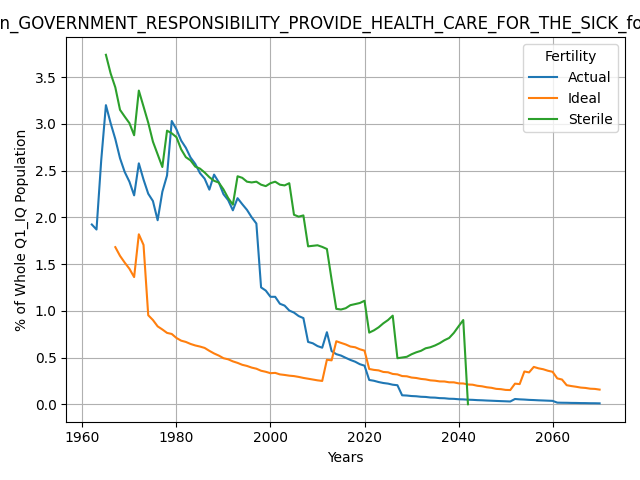 n_GOVERNMENT_RESPONSIBILITY_PROVIDE_HEALTH_CARE_FOR_THE_SICK_fo
Fertility
Actual
Ideal
Sterile
% of Whole Q1_IQ Population
3.5
3.0
2.5
2.0
1.5
1.0
0.5
0.0
1960 1980 2000 2020 2040 2060
Years